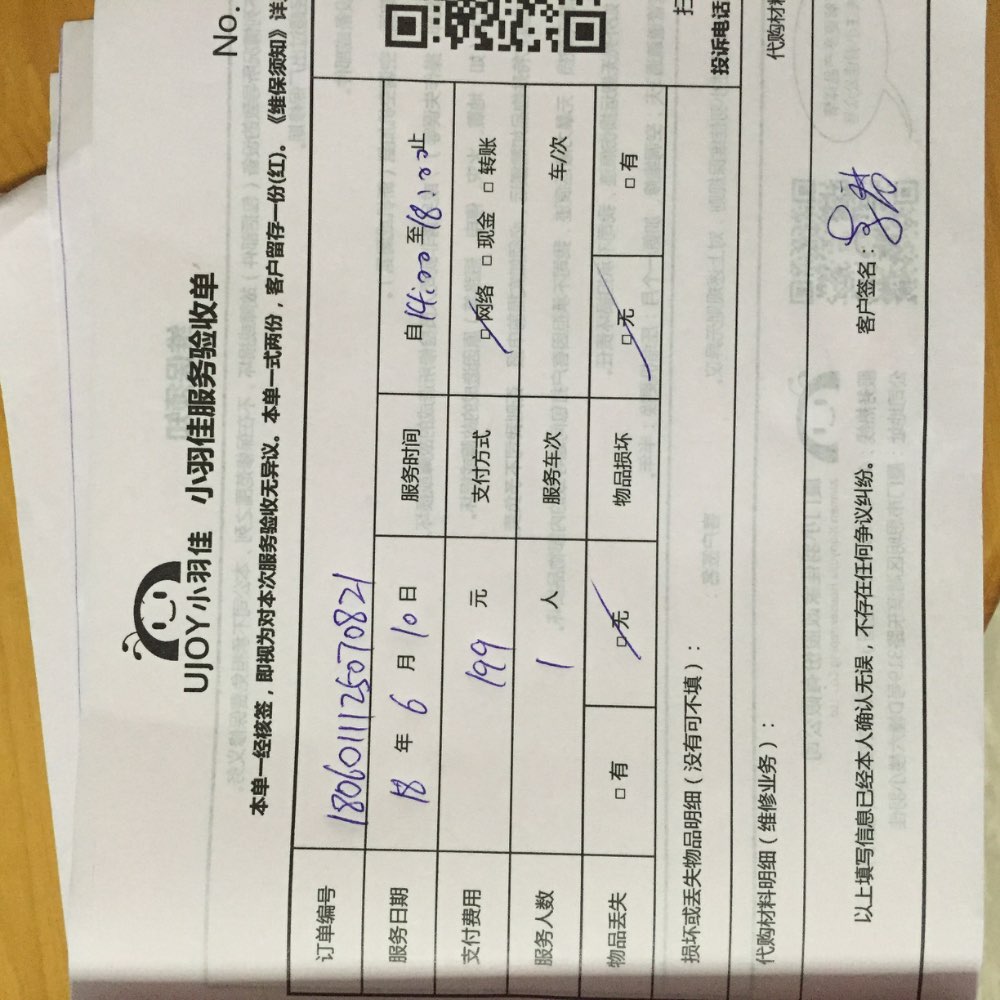 No.
UJOY小羽佳 小羽佳服务验收单
本单一经核签，即视为对本次服务验收无异议。本单一式两份，客户留存一份(红)。《维保须知》详
订单编号 1806011125070821
服务日期 18 年 6 月 10 日 服务时间 自14:00至18:00止
支付费用 199 元 支付方式 □网络 □现金 □转账
服务人数 1 人 服务车次 车/次
物品丢失 □有 □无 物品损坏 □无 □有
损坏或丢失物品明细（没有可不填）：
投诉电话
代购材料明细（维修业务）：
代购材料
以上填写信息已经本人确认无误，不存在任何争议纠纷。 客户签名：